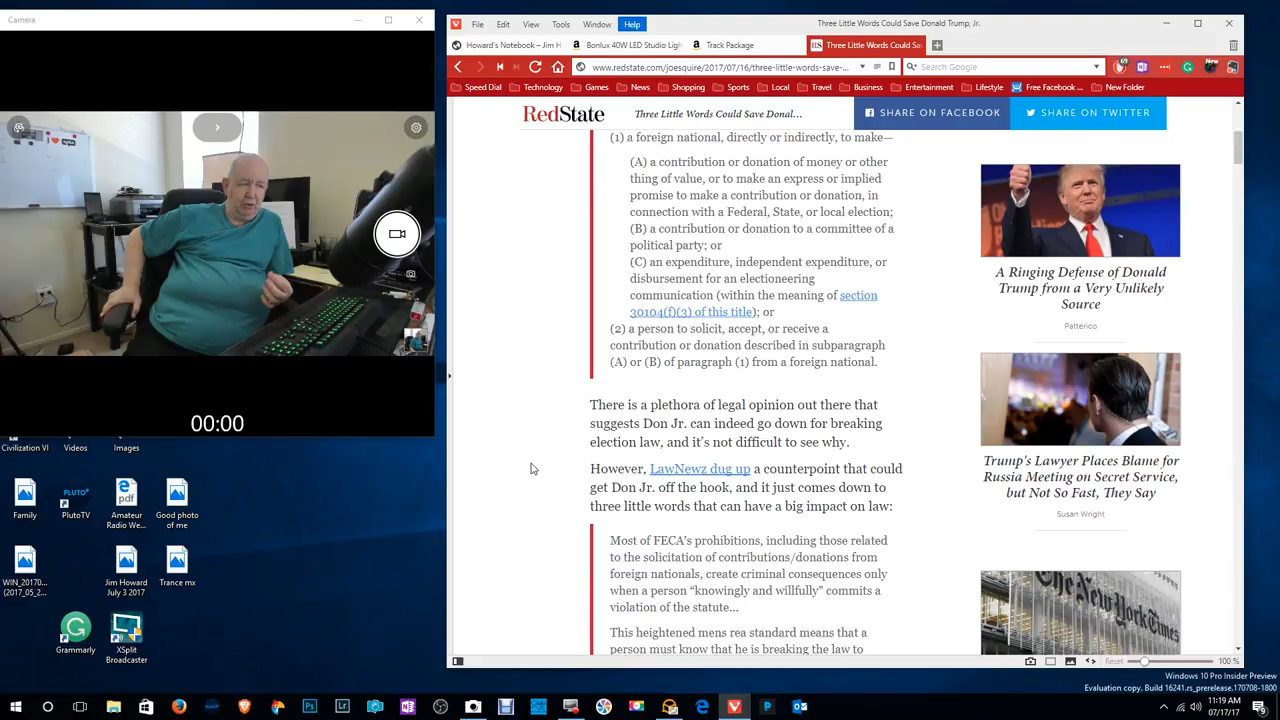 Camera
00:00
Civilization VI
Videos
Images
Family
PlutoTV
Amateur Radio We...
Good photo of me
WIN_20170... (2017_05_2...
Jim Howard July 3 2017
Trance mx
Grammarly
XSplit Broadcaster
File Edit View Tools Window Help
Three Little Words Could Save Donald Trump, Jr.
Howard's Notebook – Jim H
Bonlux 40W LED Studio Ligh
Track Package
Three Little Words Could Sav
www.redstate.com/joesquire/2017/07/16/three-little-words-save-...
Search Google
Speed Dial Technology Games News Shopping Sports Local Travel Business Entertainment Lifestyle Free Facebook ... New Folder
RedState
Three Little Words Could Save Donal...
SHARE ON FACEBOOK
SHARE ON TWITTER
(1) a foreign national, directly or indirectly, to make—
(A) a contribution or donation of money or other
thing of value, or to make an express or implied
promise to make a contribution or donation, in
connection with a Federal, State, or local election;
(B) a contribution or donation to a committee of a
political party; or
(C) an expenditure, independent expenditure, or
disbursement for an electioneering
communication (within the meaning of section
30104(f)(3) of this title); or
(2) a person to solicit, accept, or receive a
contribution or donation described in subparagraph
(A) or (B) of paragraph (1) from a foreign national.
There is a plethora of legal opinion out there that
suggests Don Jr. can indeed go down for breaking
election law, and it's not difficult to see why.
However, LawNewz dug up a counterpoint that could
get Don Jr. off the hook, and it just comes down to
three little words that can have a big impact on law:
Most of FECA's prohibitions, including those related
to the solicitation of contributions/donations from
foreign nationals, create criminal consequences only
when a person “knowingly and willfully” commits a
violation of the statute...
This heightened mens rea standard means that a
person must know that he is breaking the law to
A Ringing Defense of Donald
Trump from a Very Unlikely
Source
Patterico
Trump's Lawyer Places Blame for
Russia Meeting on Secret Service,
but Not So Fast, They Say
Susan Wright
The New York Times
Reset
100 %
Windows 10 Pro Insider Preview
Evaluation copy. Build 16241.rs_prerelease.170708-1800
11:19 AM
07/17/17